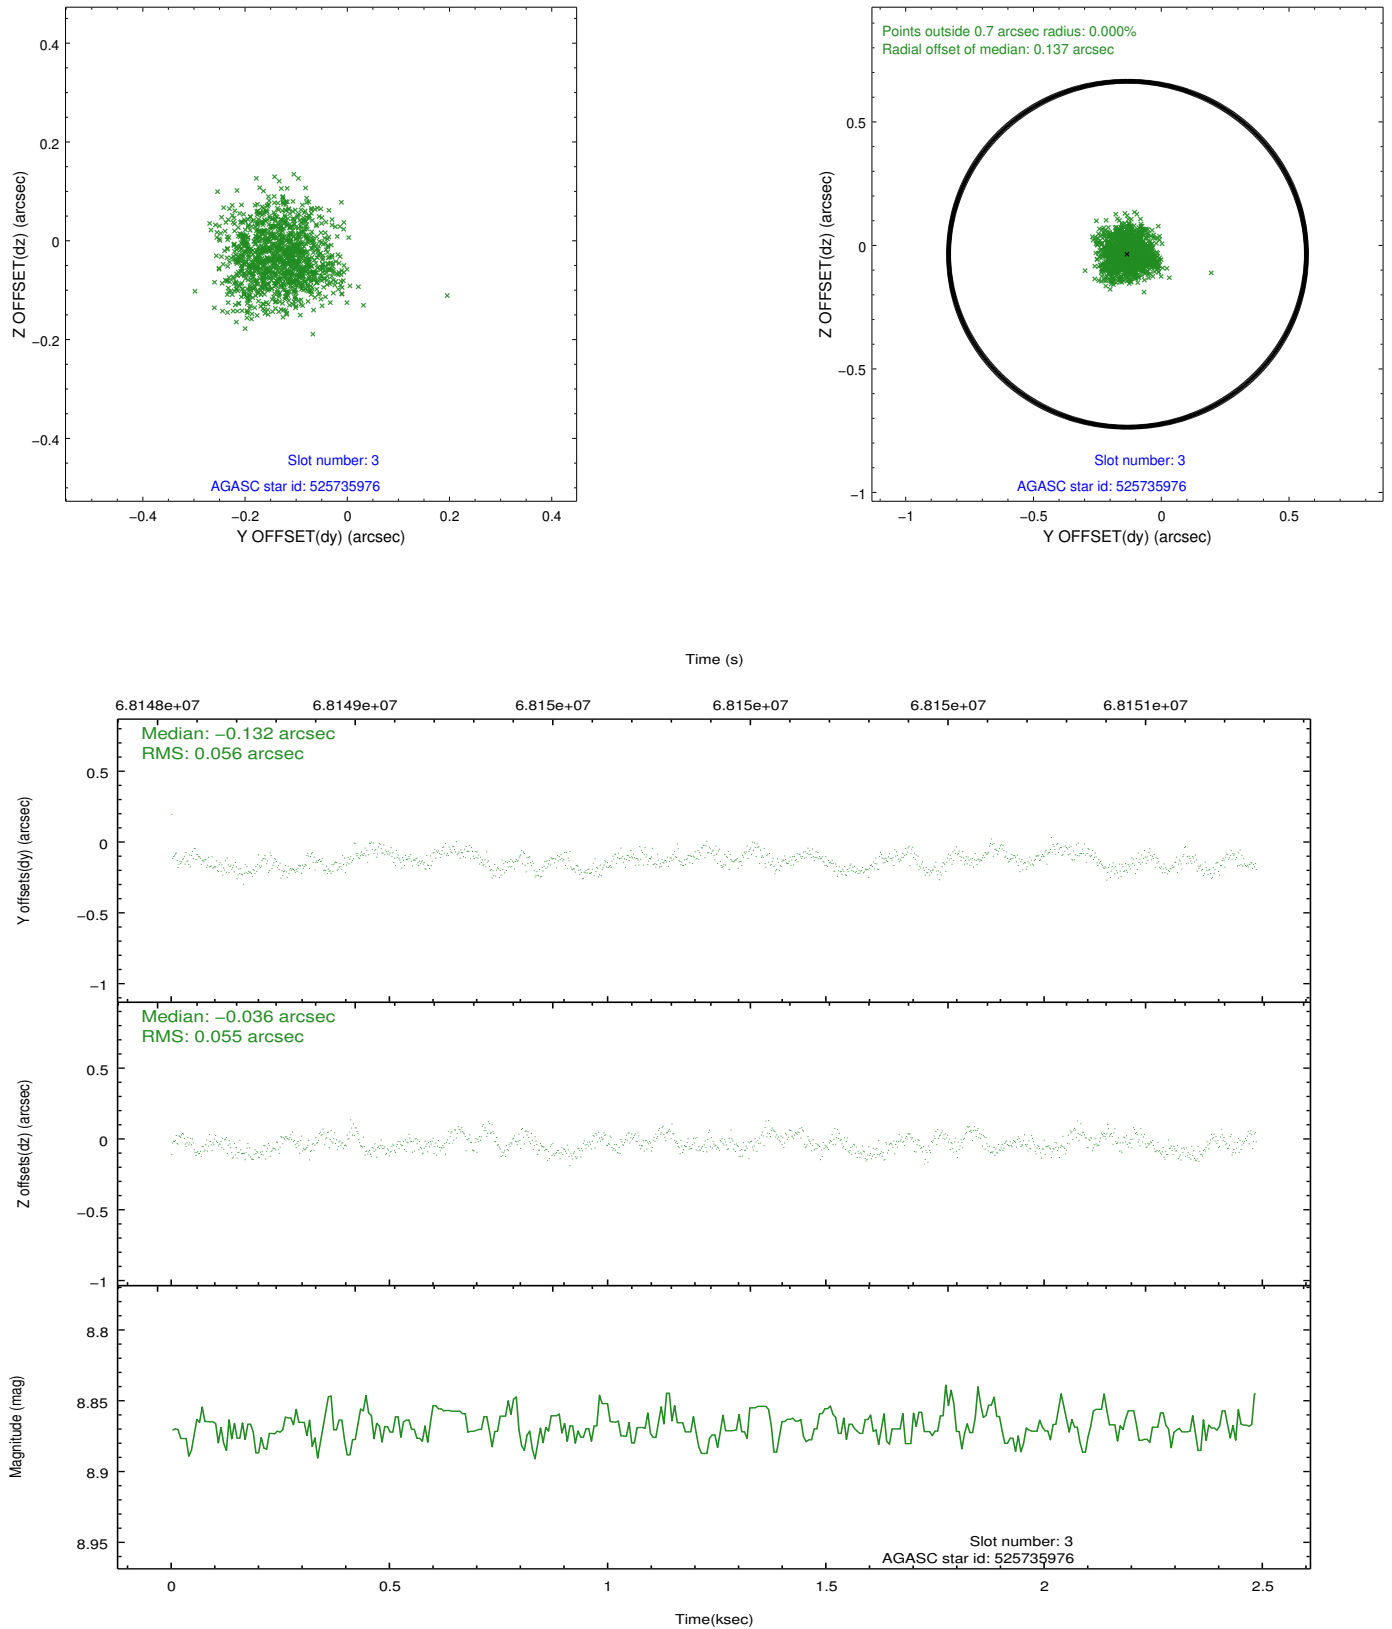 0.4
0.2
0
−0.2
−0.4
Z OFFSET(dz) (arcsec)
Slot number: 3
AGASC star id: 525735976
−0.4
−0.2
0
0.2
0.4
Y OFFSET(dy) (arcsec)
Points outside 0.7 arcsec radius: 0.000%
Radial offset of median: 0.137 arcsec
0.5
0
−0.5
−1
Z OFFSET(dz) (arcsec)
Slot number: 3
AGASC star id: 525735976
−1
−0.5
0
0.5
Y OFFSET(dy) (arcsec)
Time (s)
6.8148e+07
6.8149e+07
6.815e+07
6.815e+07
6.815e+07
6.8151e+07
Median: −0.132 arcsec
RMS: 0.056 arcsec
0.5
0
−0.5
−1
Y offsets(dy) (arcsec)
Median: −0.036 arcsec
RMS: 0.055 arcsec
0.5
0
−0.5
−1
Z offsets(dz) (arcsec)
8.8
8.85
8.9
8.95
Magnitude (mag)
Slot number: 3
AGASC star id: 525735976
0
0.5
1
1.5
2
2.5
Time(ksec)